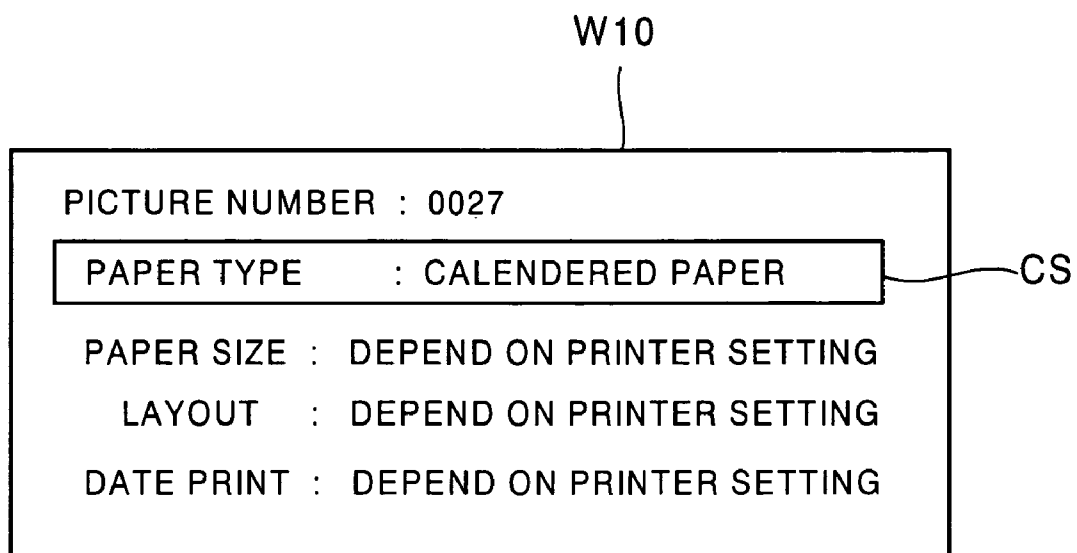 W10
PICTURE NUMBER : 0027
PAPER TYPE : CALENDERED PAPER
CS
PAPER SIZE : DEPEND ON PRINTER SETTING
LAYOUT : DEPEND ON PRINTER SETTING
DATE PRINT : DEPEND ON PRINTER SETTING